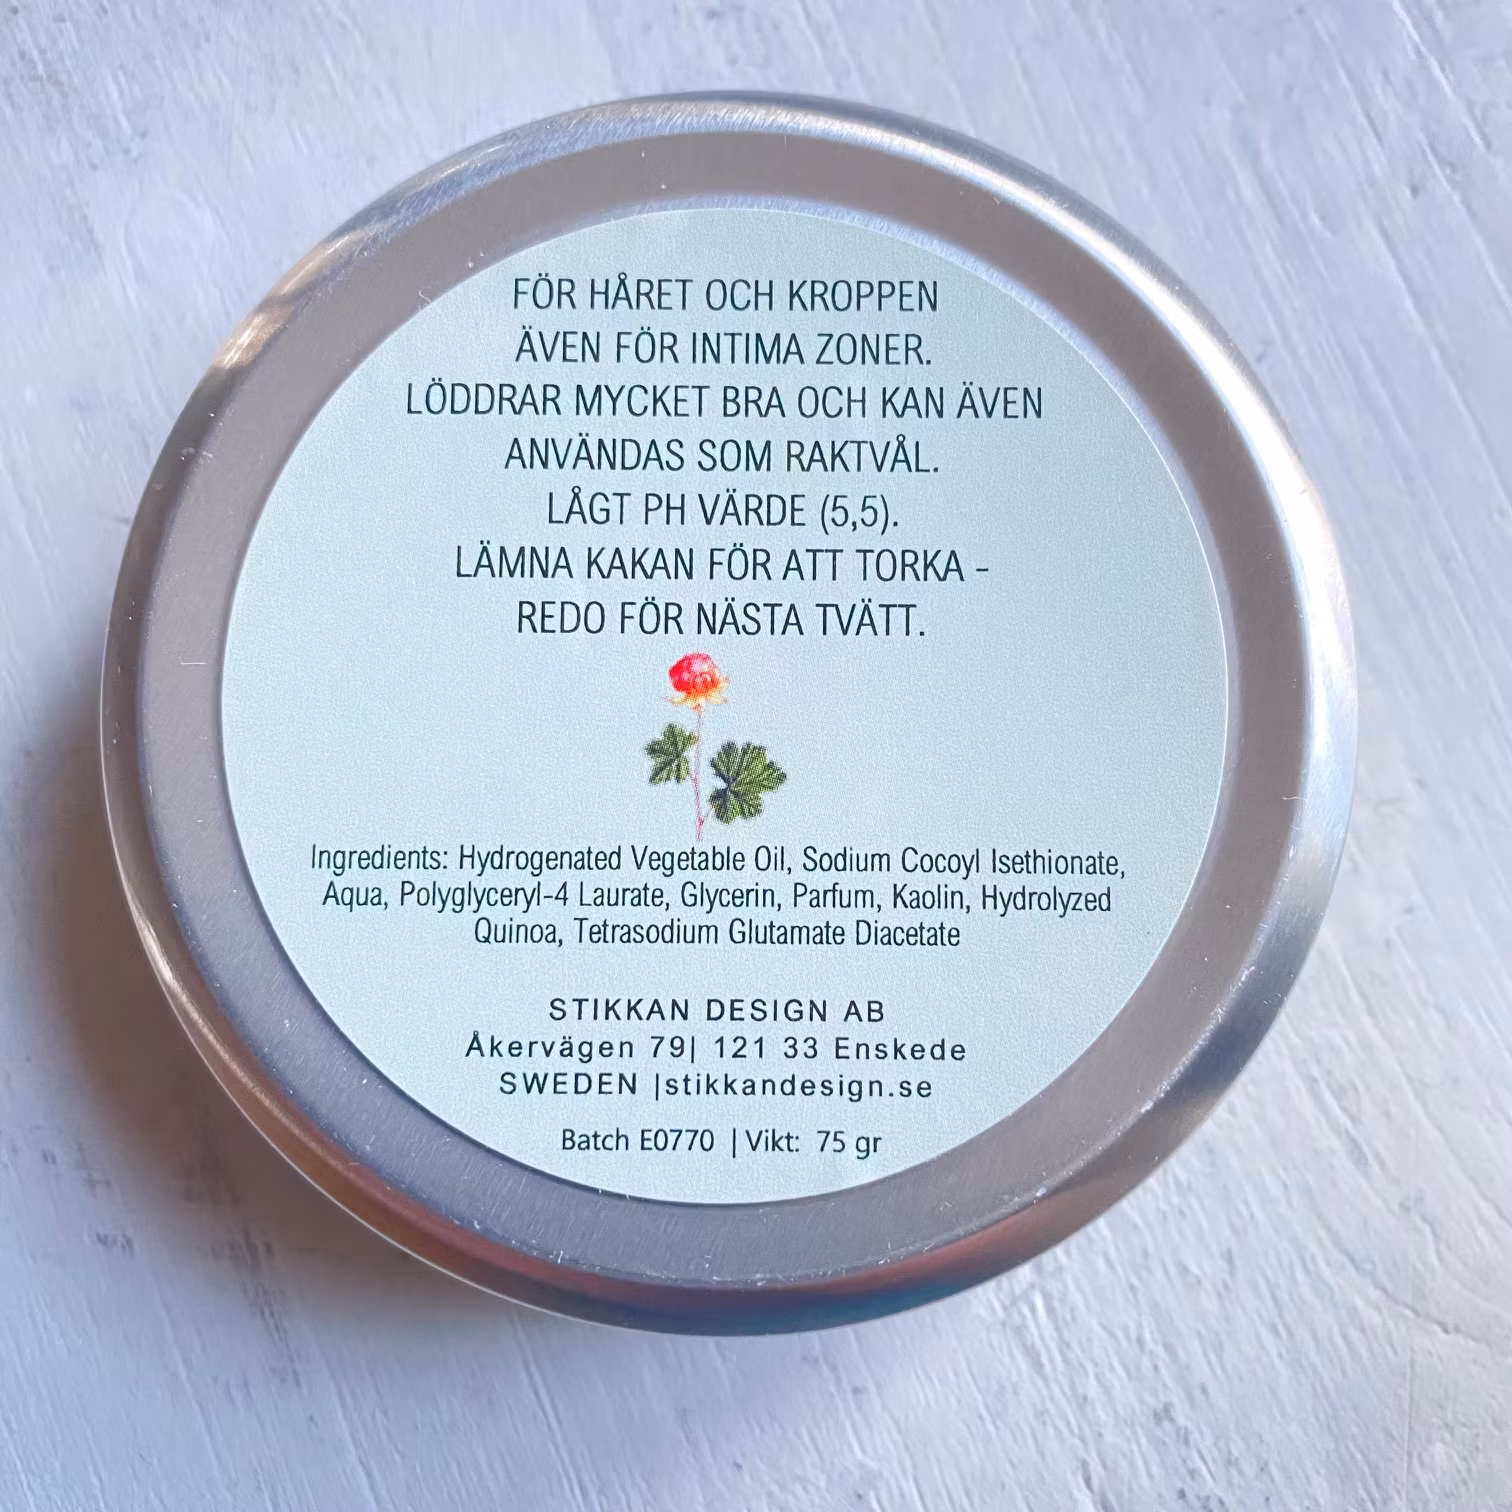 FÖR HÅRET OCH KROPPEN
ÄVEN FÖR INTIMA ZONER.
LÖDDRAR MYCKET BRA OCH KAN ÄVEN
ANVÄNDAS SOM RAKTVÅL.
LÅGT PH VÄRDE (5,5).
LÄMNA KAKAN FÖR ATT TORKA -
REDO FÖR NÄSTA TVÄTT.
Ingredients: Hydrogenated Vegetable Oil, Sodium Cocoyl Isethionate,
Aqua, Polyglyceryl-4 Laurate, Glycerin, Parfum, Kaolin, Hydrolyzed
Quinoa, Tetrasodium Glutamate Diacetate
STIKKAN DESIGN AB
Åkervägen 79| 121 33 Enskede
SWEDEN |stikkandesign.se
Batch E0770 | Vikt: 75 gr